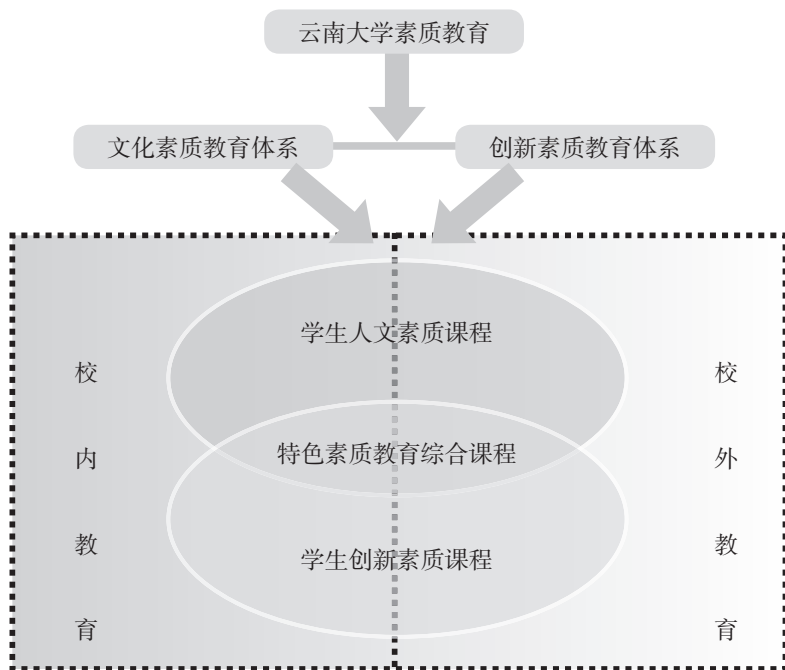 云南大学素质教育
文化素质教育体系
创新素质教育体系
学生人文素质课程
特色素质教育综合课程
学生创新素质课程
校内教育
校外教育